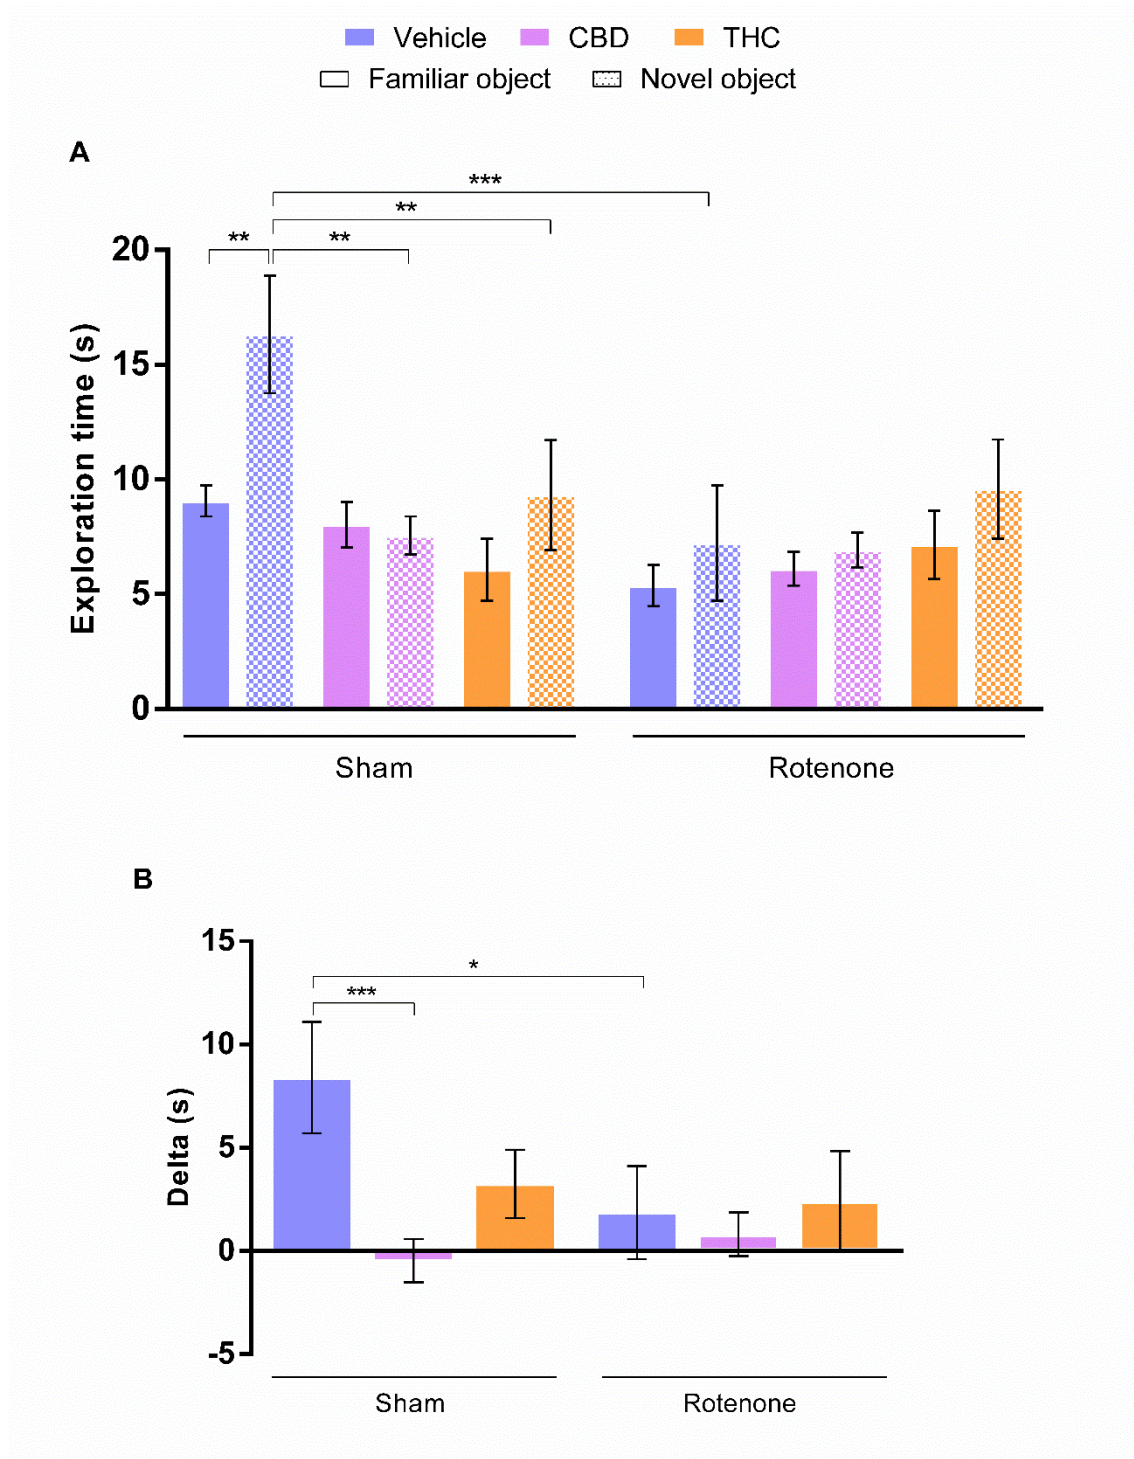 Vehicle CBD THC
Familiar object Novel object
A
***
**
** **
20
15
10
5
0
Exploration time (s)
Sham Rotenone
B
15
10
5
0
-5
*
***
Delta (s)
Sham Rotenone